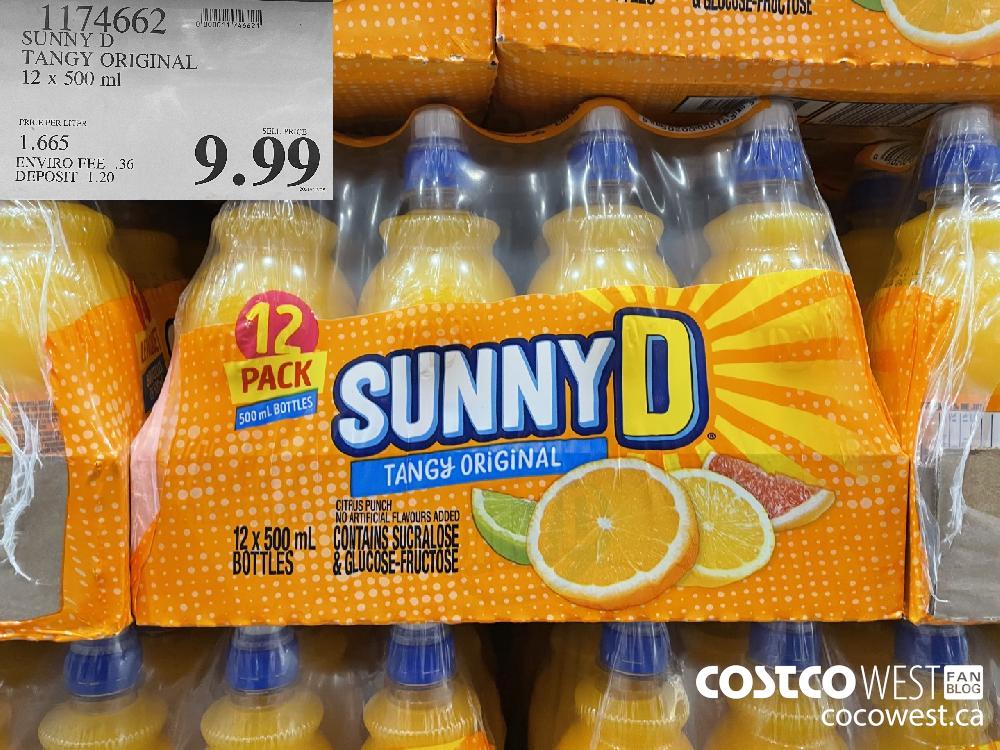 1174662
SUNNY D
TANGY ORIGINAL
12 x 500 ml
PRICE PER LITER
1.665
ENVIRO FEE .36
DEPOSIT 1.20
SELL PRICE
9.99
& GLUCOSE-FRUCTOSE
12
PACK
500 mL BOTTLES
SUNNY D
®
TANGY ORiGiNAL
CITRUS PUNCH
NO ARTIFICIAL FLAVOURS ADDED
12 x 500 mL
BOTTLES
CONTAINS SUCRALOSE
& GLUCOSE-FRUCTOSE
COSTCO WEST FAN BLOG
cocowest.ca